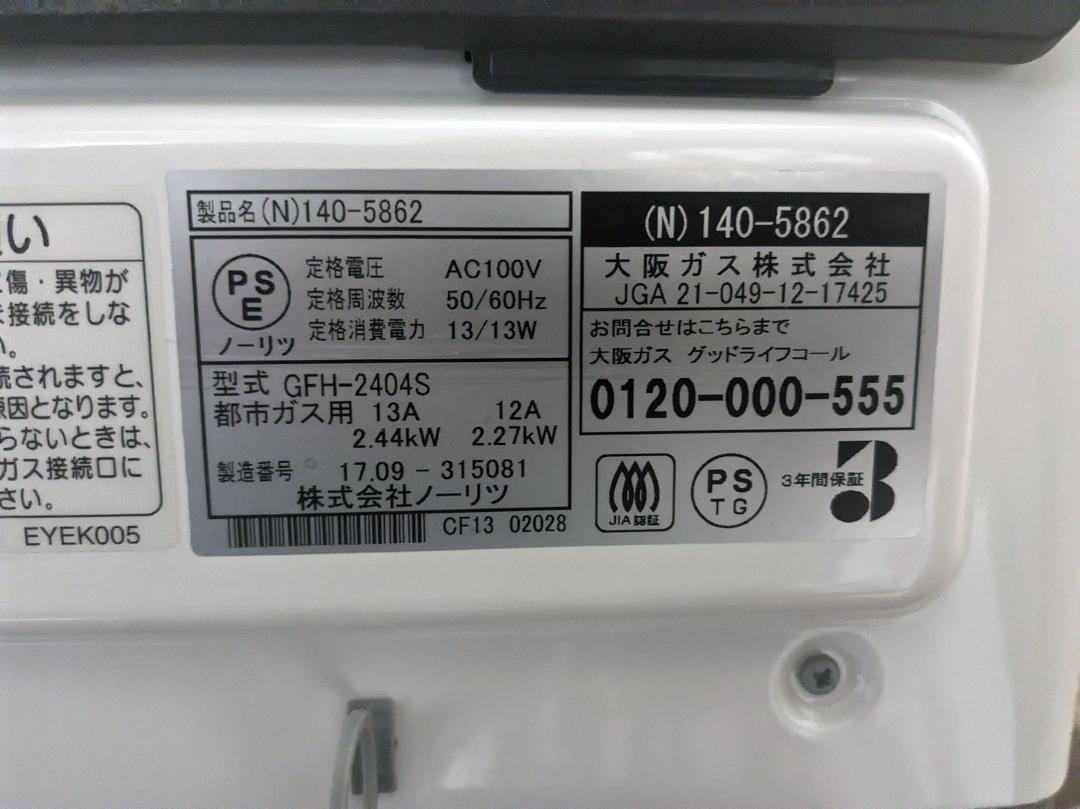 い
傷・異物が
接続をしな
い。
続されますと、
原因となります。
らないときは、
ガス接続口に
さい。
EYEK005
製品名(N)140-5862
PS
E
ノーリツ
定格電圧 AC100V
定格周波数 50/60Hz
定格消費電力 13/13W
型式 GFH-2404S
都市ガス用 13A 12A
2.44kW 2.27kW
製造番号 17.09 - 315081
株式会社ノーリツ
CF13 02028
(N) 140-5862
大阪ガス株式会社
JGA 21-049-12-17425
お問合せはこちらまで
大阪ガス グッドライフコール
0120-000-555
JIA認証
PS
TG
3年間保証
3